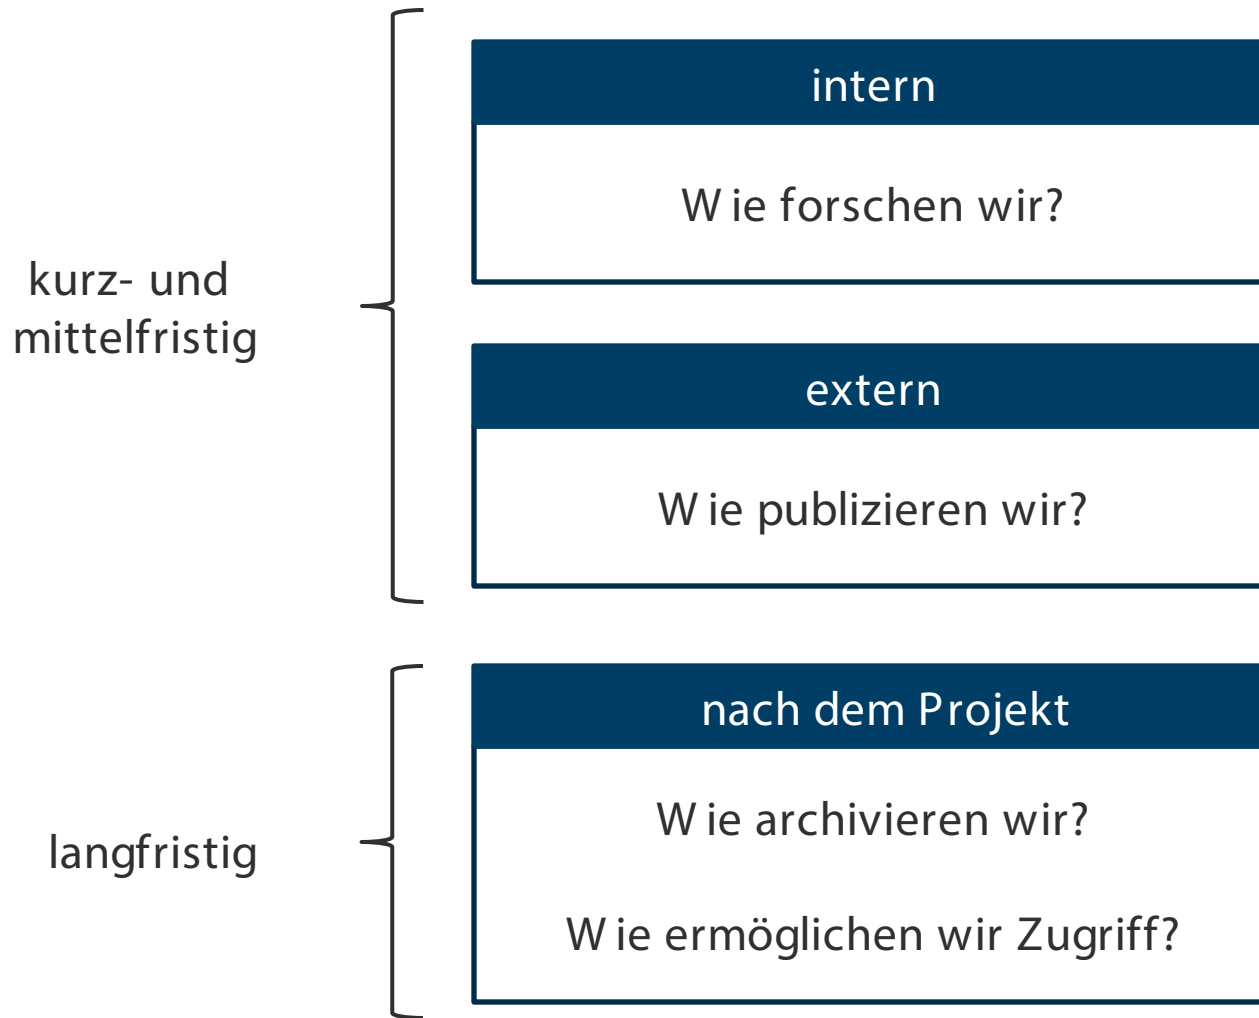 intern
Wie forschen wir?
kurz- und
mittelfristig
extern
Wie publizieren wir?
nach dem Projekt
Wie archivieren wir?
langfristig
Wie ermöglichen wir Zugriff?